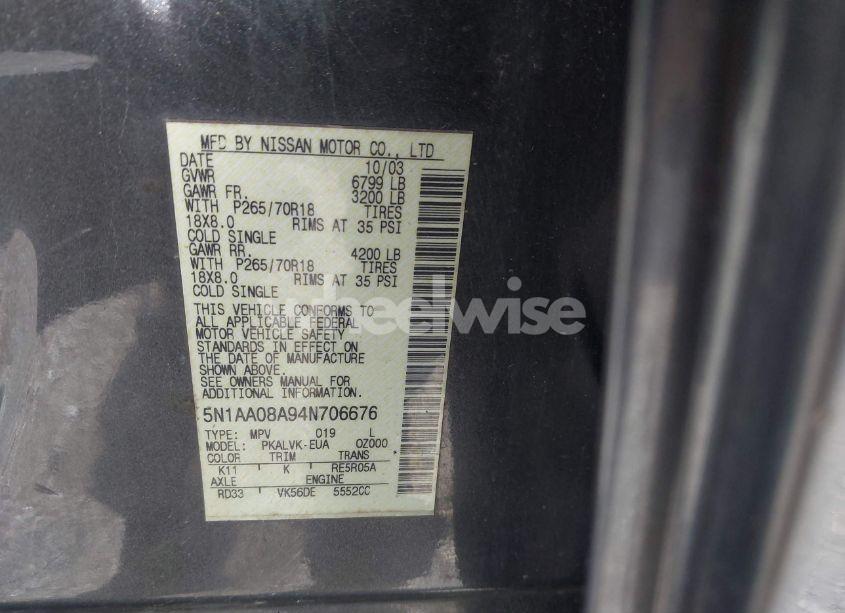 MFD BY NISSAN MOTOR CO., LTD
DATE 10/03
GVWR 6799 LB
GAWR FR. 3200 LB
WITH P265/70R18 TIRES
18X8.0 RIMS AT 35 PSI
COLD SINGLE
GAWR RR. 4200 LB
WITH P265/70R18 TIRES
18X8.0 RIMS AT 35 PSI
COLD SINGLE
THIS VEHICLE CONFORMS TO
ALL APPLICABLE FEDERAL
MOTOR VEHICLE SAFETY
STANDARDS IN EFFECT ON
THE DATE OF MANUFACTURE
SHOWN ABOVE.
SEE OWNERS MANUAL FOR
ADDITIONAL INFORMATION.
5N1AA08A94N706676
TYPE: MPV 019 L
MODEL: PKALVK-EUA 0Z000
COLOR TRIM TRANS
K11 K RE5R05A
AXLE ENGINE
RD33 VK56DE 5552CC
wheelwise